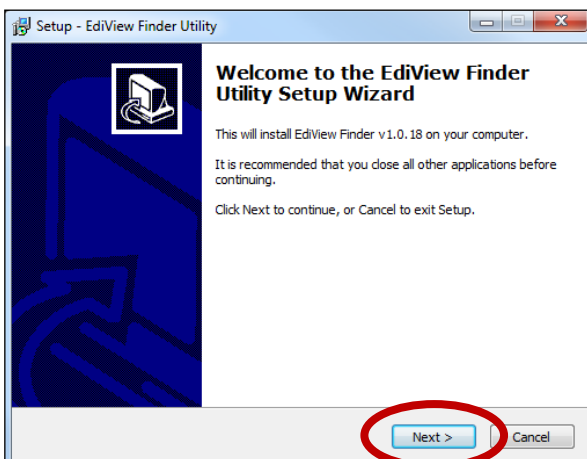 Setup - EdiView Finder Utility
Welcome to the EdiView Finder
Utility Setup Wizard
This will install EdiView Finder v1.0.18 on your computer.
It is recommended that you close all other applications before
continuing.
Click Next to continue, or Cancel to exit Setup.
Next >
Cancel